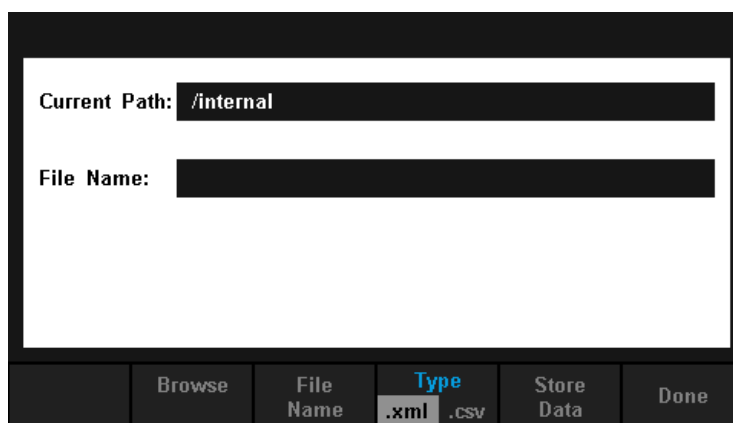 Current Path: /internal
File Name:
Browse
File Name
Type
.xml .csv
Store Data
Done